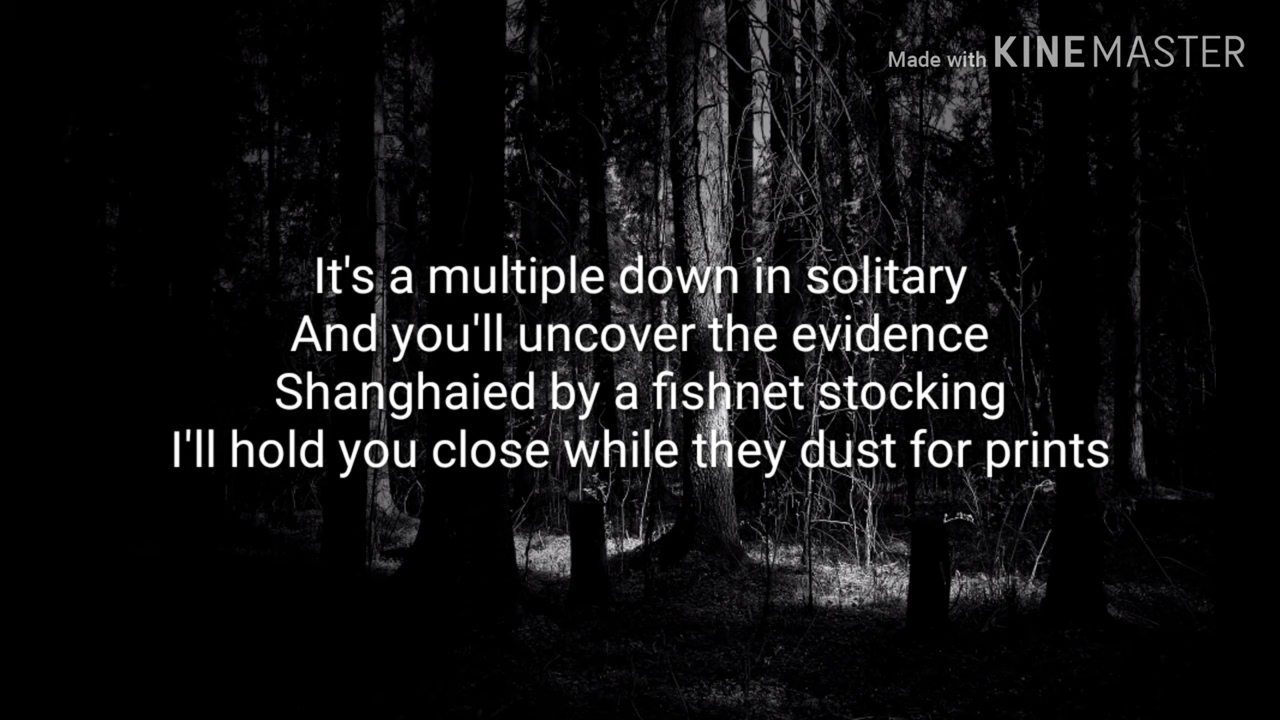 Made with KINEMASTER
It's a multiple down in solitary
And you'll uncover the evidence
Shanghaied by a fishnet stocking
I'll hold you close while they dust for prints